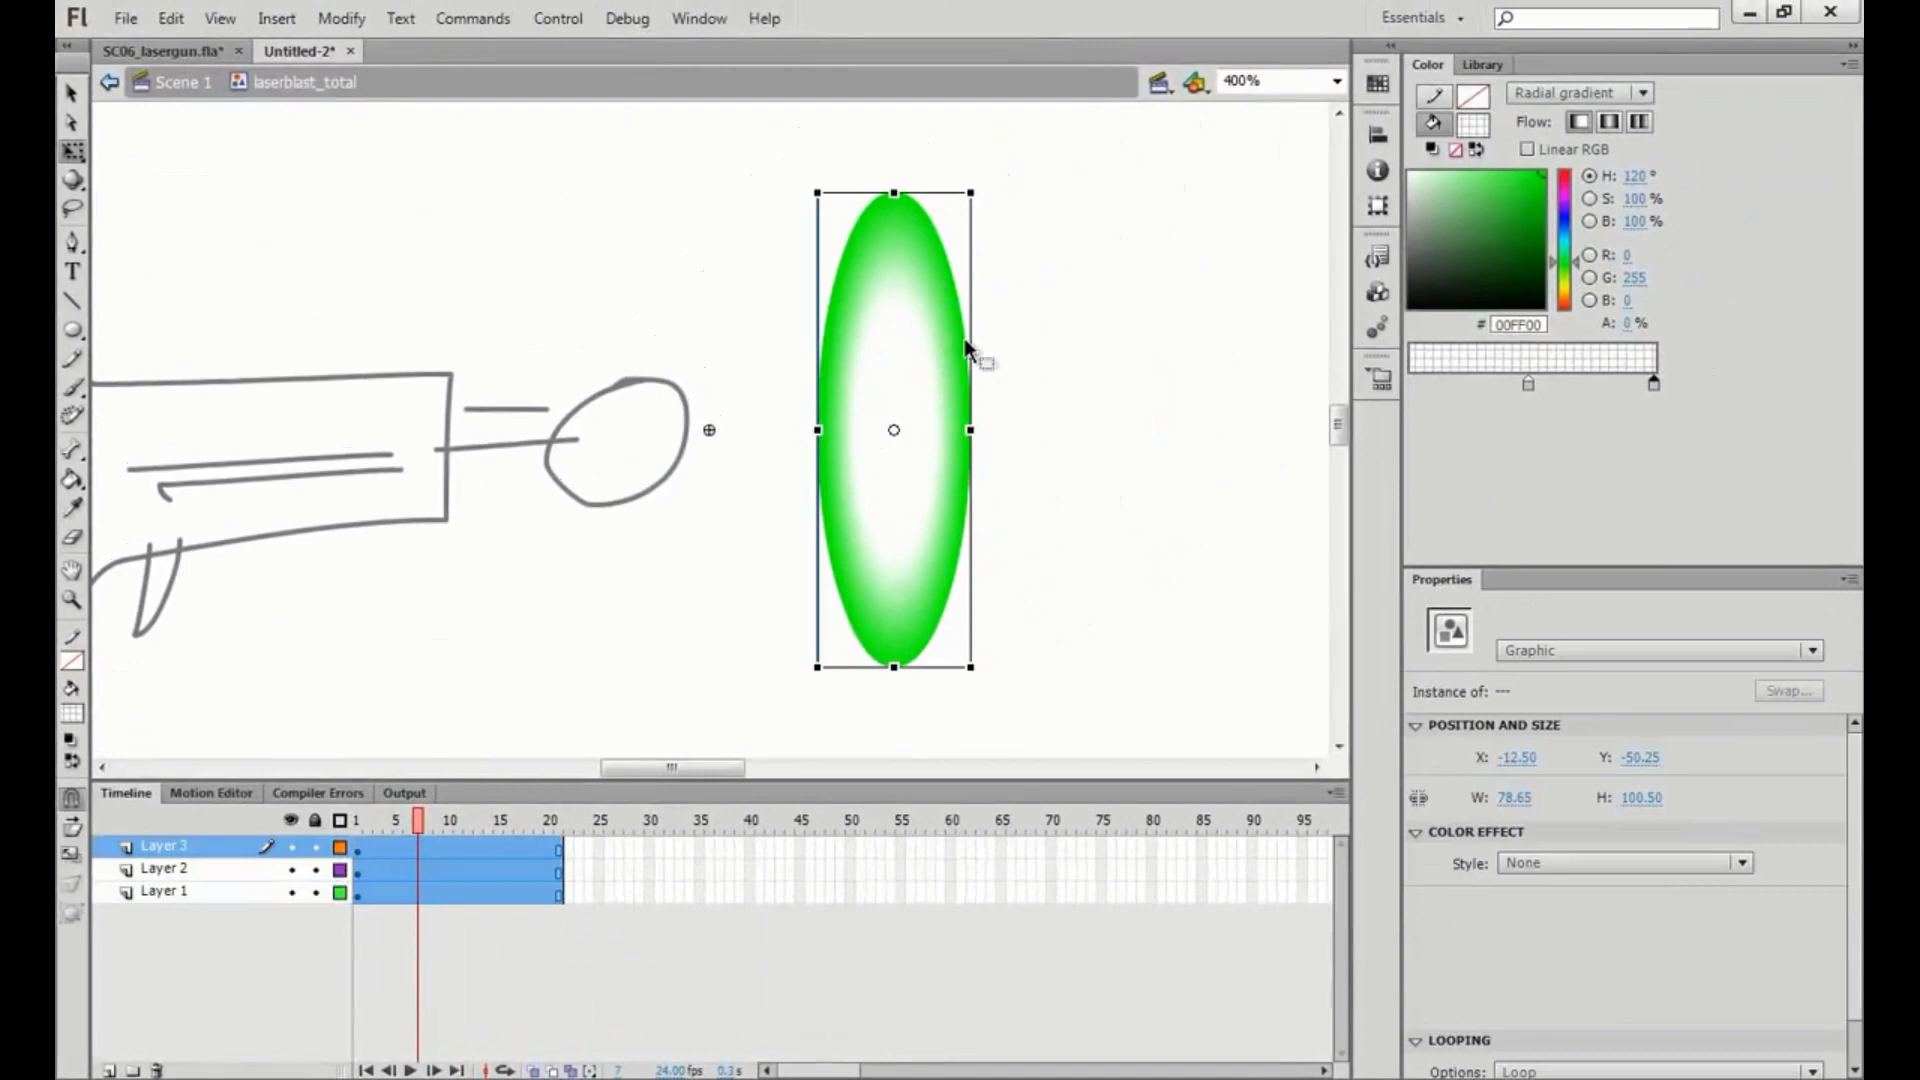 Fl File Edit View Insert Modify Text Commands Control Debug Window Help Essentials
SC06_lasergun.fla* × Untitled-2* ×
Scene 1 laserblast_total 400%
Color Library
Radial gradient
Flow:
Linear RGB
H: 120 °
S: 100 %
B: 100 %
R: 0
G: 255
B: 0
# 00FF00 A: 0 %
Properties
Graphic
Instance of: --- Swap...
POSITION AND SIZE
X: -12.50 Y: -50.25
W: 78.65 H: 100.50
COLOR EFFECT
Style: None
LOOPING
Options: Loop
Timeline Motion Editor Compiler Errors Output
1 5 10 15 20 25 30 35 40 45 50 55 60 65 70 75 80 85 90 95
Layer 3
Layer 2
Layer 1
7 24.00 fps 0.3 s